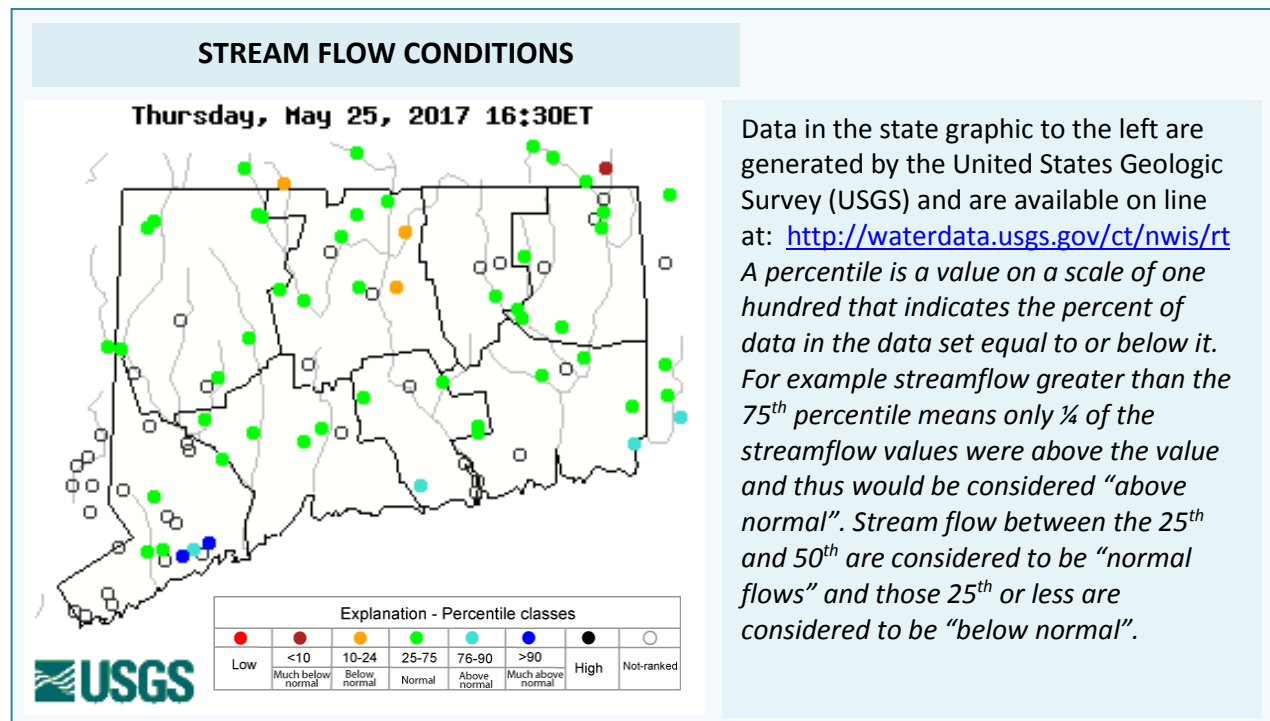 STREAM FLOW CONDITIONS
Thursday, May 25, 2017 16:30ET
Explanation - Percentile classes
Low
<10
Much below
normal
10-24
Below
normal
25-75
Normal
76-90
Above
normal
>90
Much above
normal
High
Not-ranked
USGS
Data in the state graphic to the left are
generated by the United States Geologic
Survey (USGS) and are available on line
at: http://waterdata.usgs.gov/ct/nwis/rt
A percentile is a value on a scale of one
hundred that indicates the percent of
data in the data set equal to or below it.
For example streamflow greater than the
75th percentile means only ¼ of the
streamflow values were above the value
and thus would be considered “above
normal”. Stream flow between the 25th
and 50th are considered to be “normal
flows” and those 25th or less are
considered to be “below normal”.